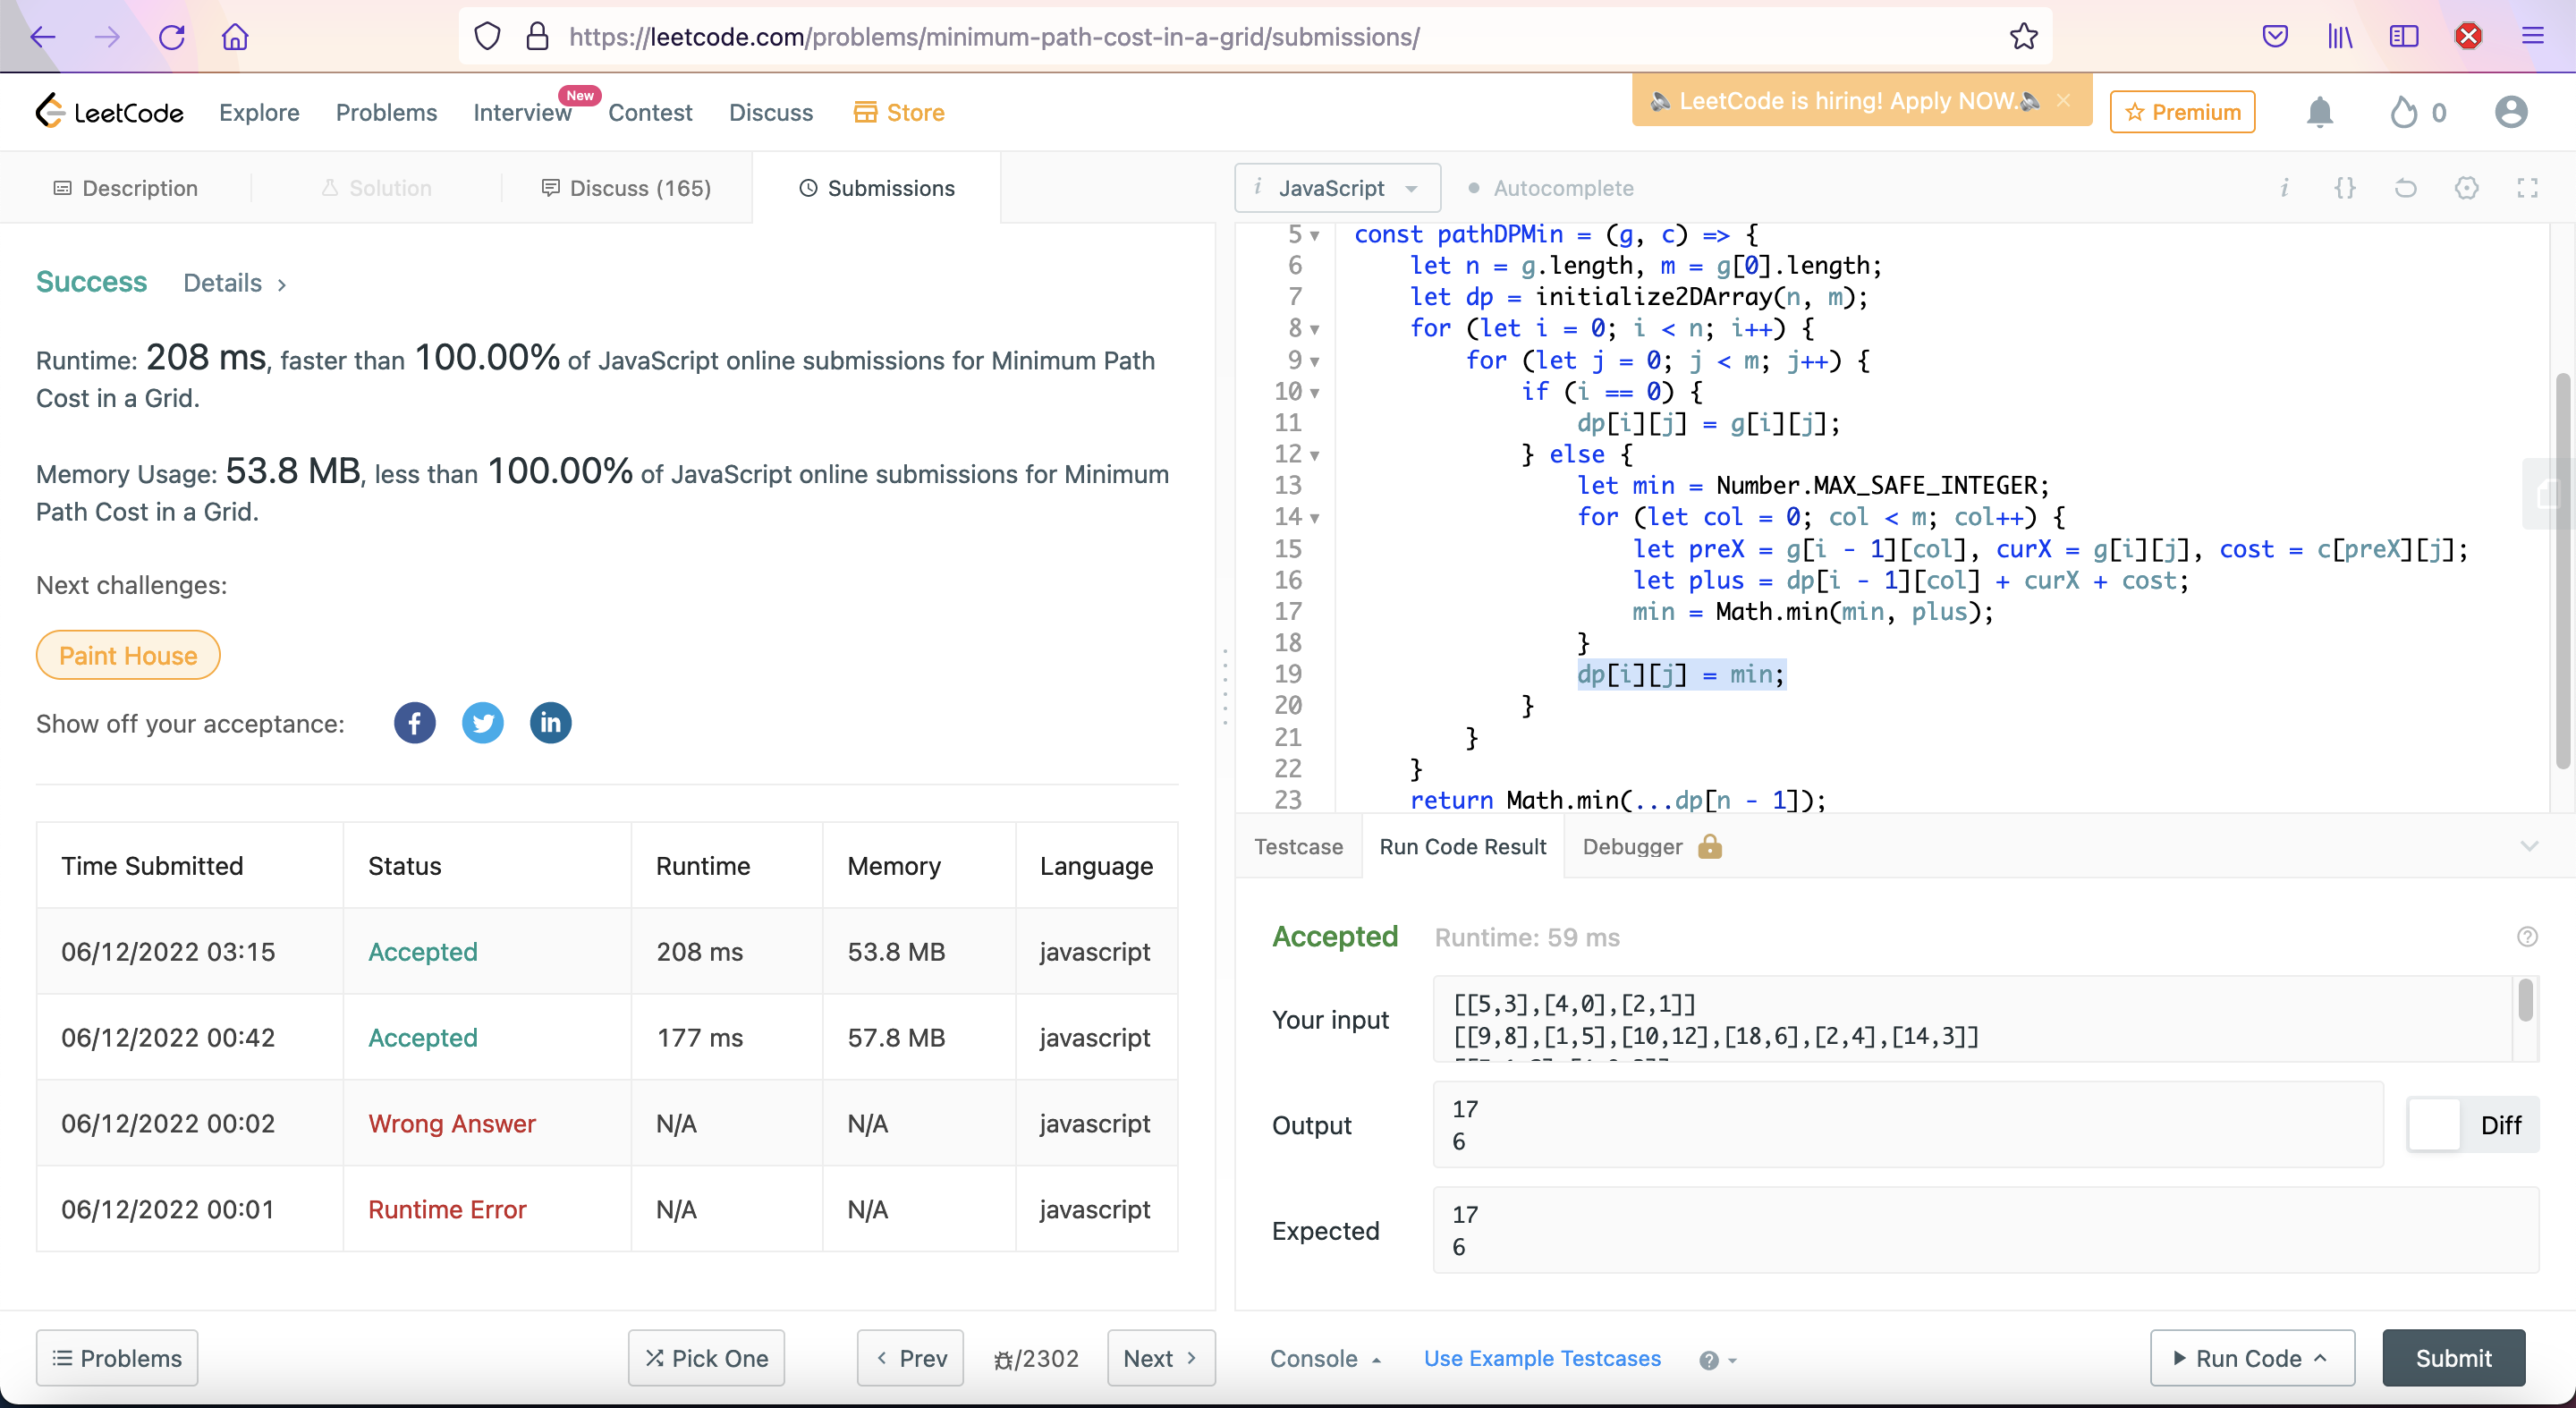 https://leetcode.com/problems/minimum-path-cost-in-a-grid/submissions/
LeetCode
Explore
Problems
Interview
New
Contest
Discuss
Store
LeetCode is hiring! Apply NOW.
Premium
0
Description
Solution
Discuss (165)
Submissions
Success
Details
Runtime: 208 ms, faster than 100.00% of JavaScript online submissions for Minimum Path
Cost in a Grid.
Memory Usage: 53.8 MB, less than 100.00% of JavaScript online submissions for Minimum
Path Cost in a Grid.
Next challenges:
Paint House
Show off your acceptance:
Time Submitted Status Runtime Memory Language
06/12/2022 03:15 Accepted 208 ms 53.8 MB javascript
06/12/2022 00:42 Accepted 177 ms 57.8 MB javascript
06/12/2022 00:02 Wrong Answer N/A N/A javascript
06/12/2022 00:01 Runtime Error N/A N/A javascript
Problems
Pick One
Prev
/2302
Next
i JavaScript
Autocomplete
5 const pathDPMin = (g, c) => {
6 let n = g.length, m = g[0].length;
7 let dp = initialize2DArray(n, m);
8 for (let i = 0; i < n; i++) {
9 for (let j = 0; j < m; j++) {
10 if (i == 0) {
11 dp[i][j] = g[i][j];
12 } else {
13 let min = Number.MAX_SAFE_INTEGER;
14 for (let col = 0; col < m; col++) {
15 let preX = g[i - 1][col], curX = g[i][j], cost = c[preX][j];
16 let plus = dp[i - 1][col] + curX + cost;
17 min = Math.min(min, plus);
18 }
19 dp[i][j] = min;
20 }
21 }
22 }
23 return Math.min(...dp[n - 1]);
Testcase
Run Code Result
Debugger
Accepted
Runtime: 59 ms
Your input
[[5,3],[4,0],[2,1]]
[[9,8],[1,5],[10,12],[18,6],[2,4],[14,3]]
Output
17
6
Diff
Expected
17
6
Console
Use Example Testcases
Run Code
Submit